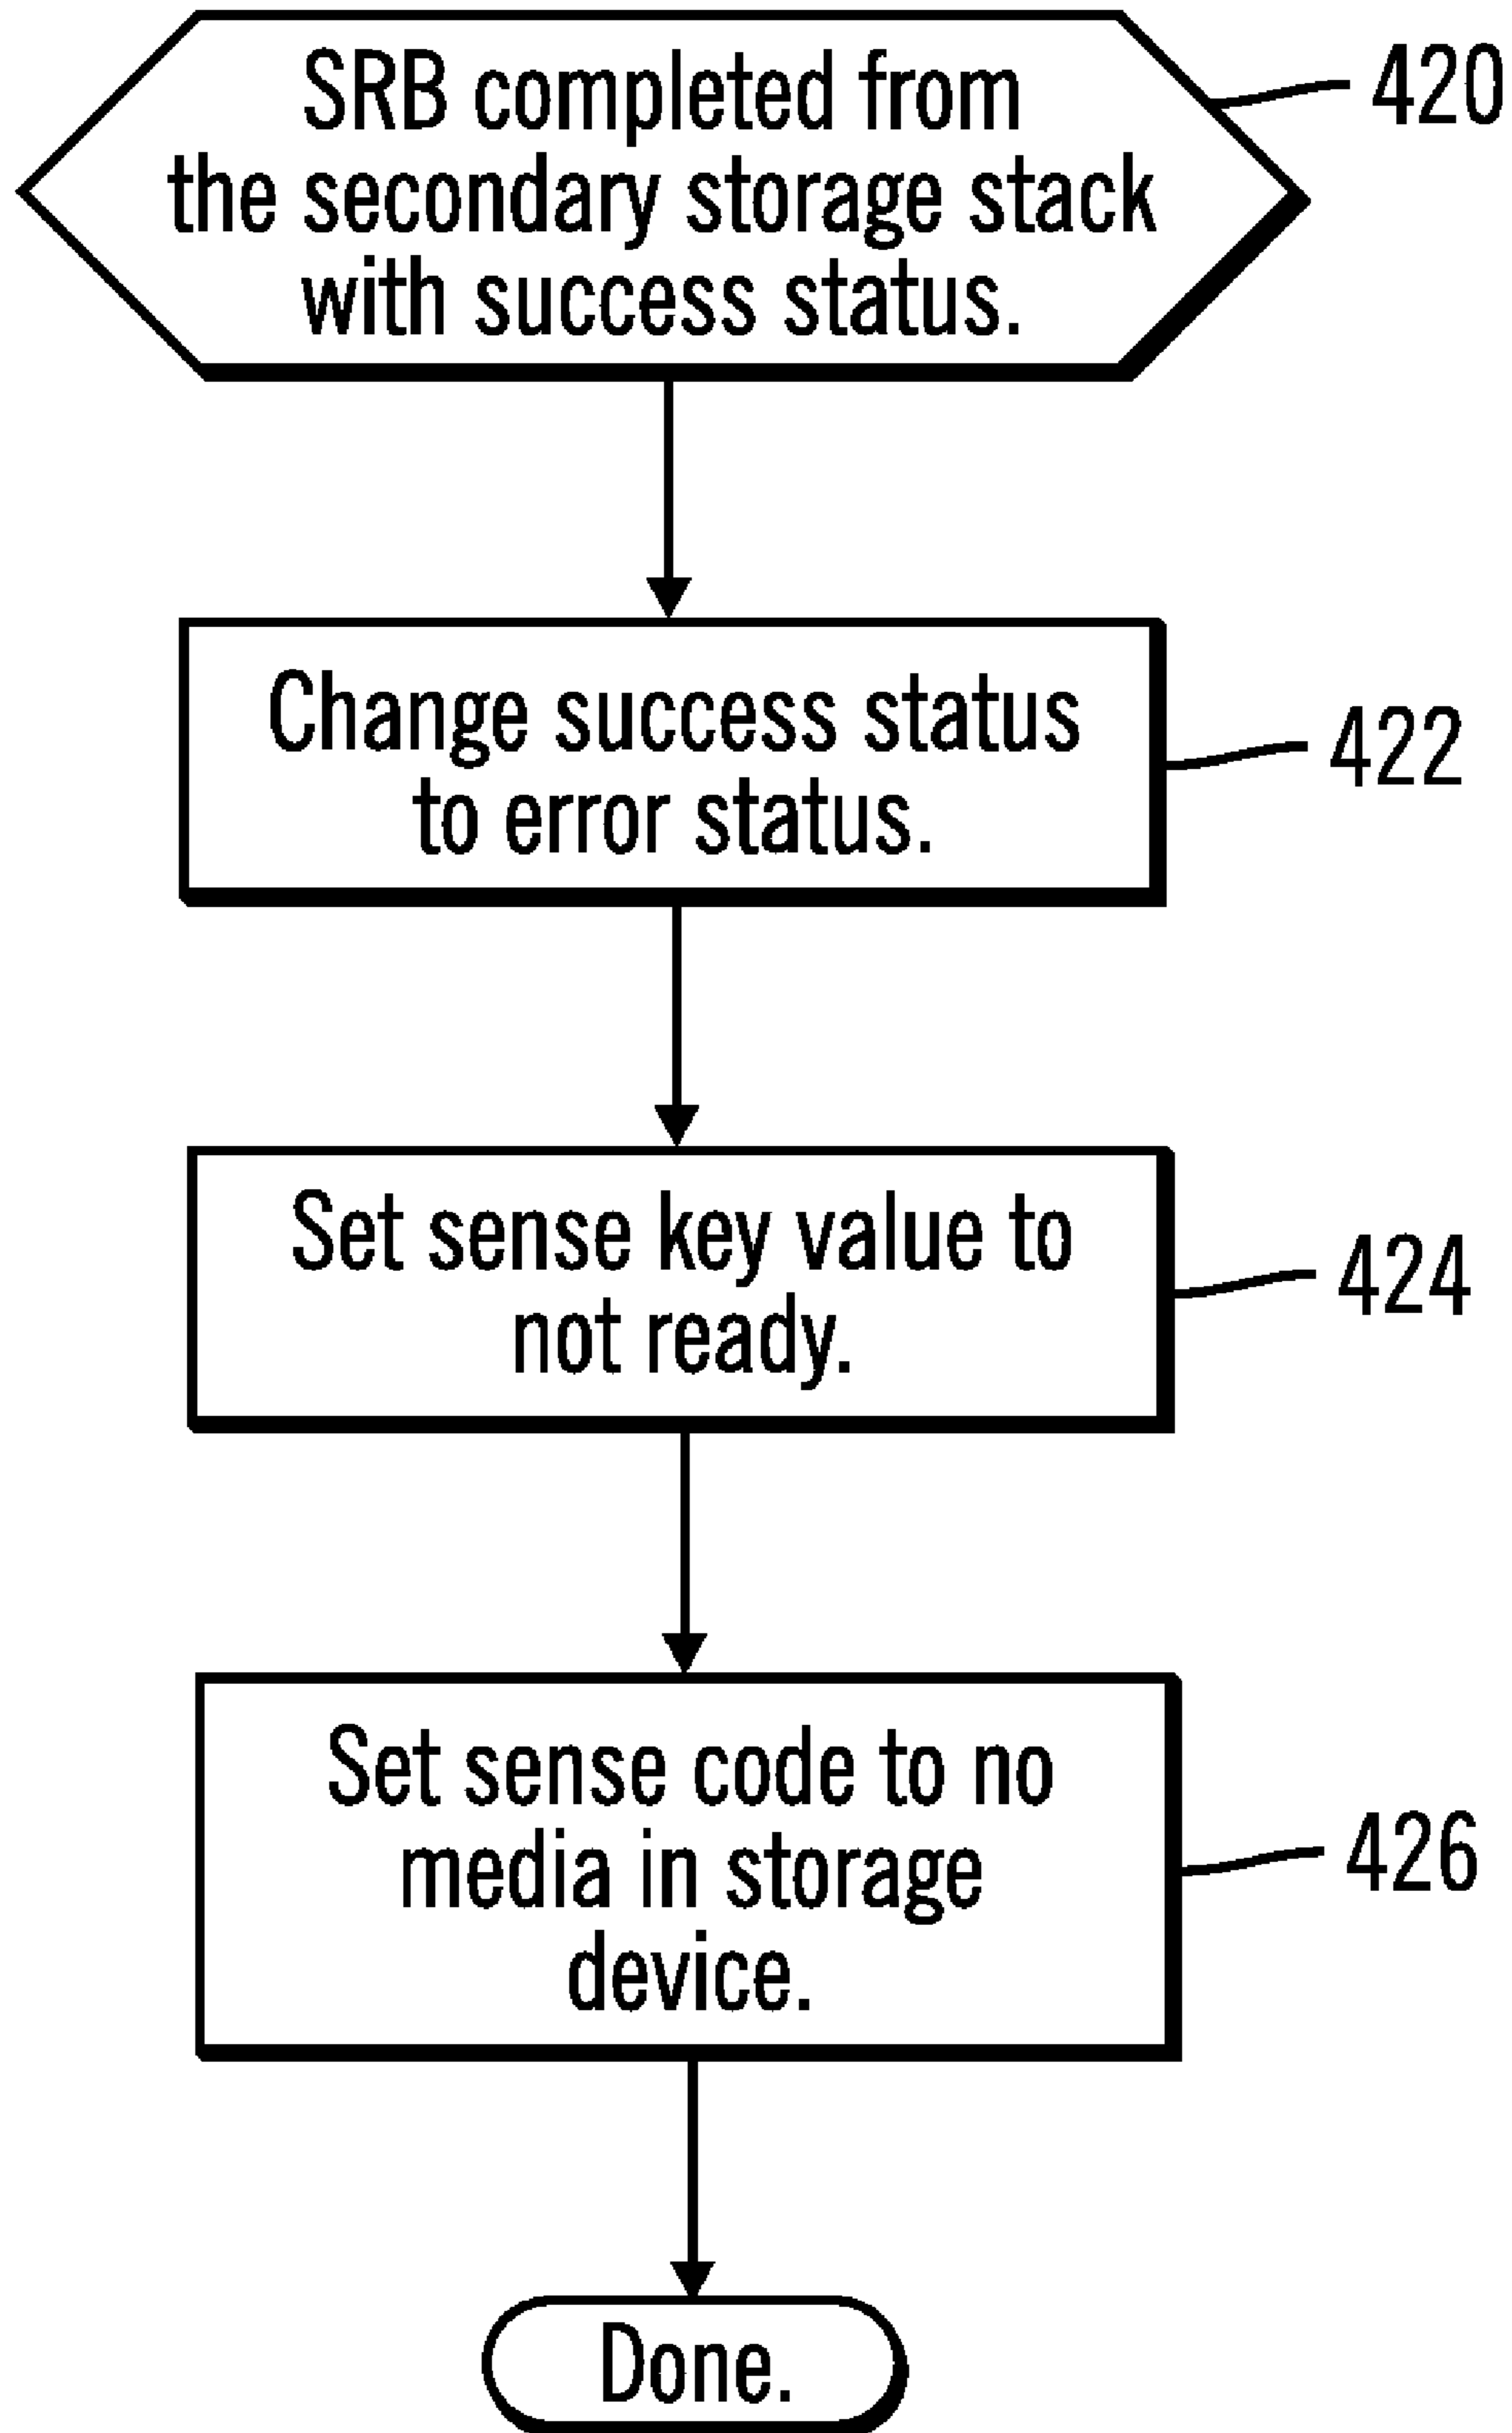 SRB completed from
the secondary storage stack
with success status.
420
Change success status
to error status.
422
Set sense key value to
not ready.
424
Set sense code to no
media in storage
device.
426
Done.